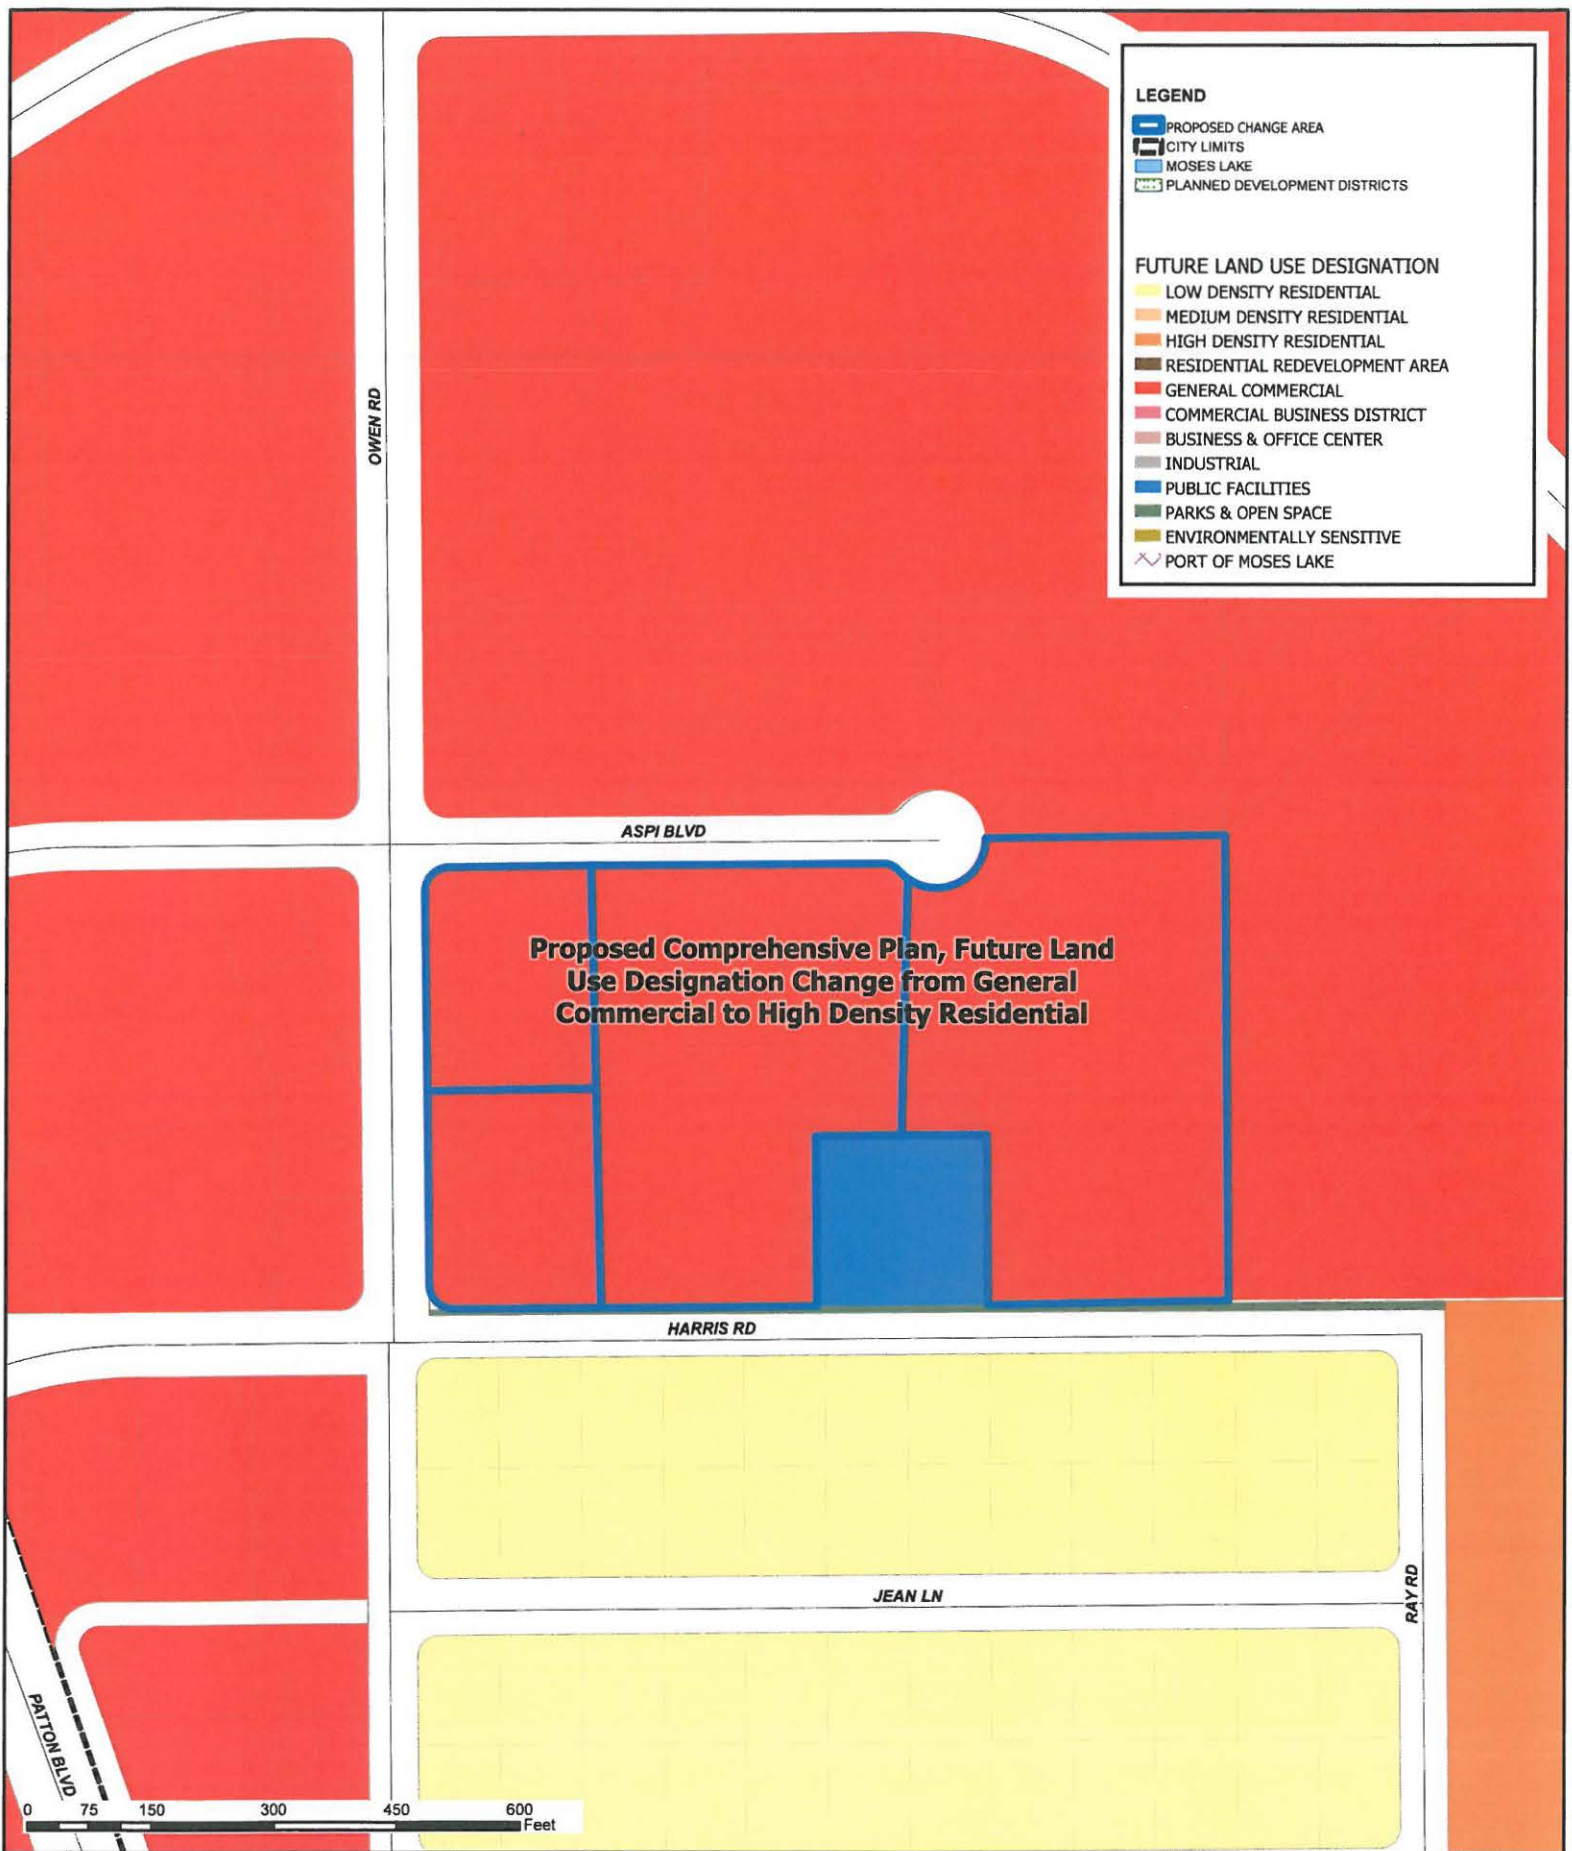 LEGEND
PROPOSED CHANGE AREA
CITY LIMITS
MOSES LAKE
PLANNED DEVELOPMENT DISTRICTS
FUTURE LAND USE DESIGNATION
LOW DENSITY RESIDENTIAL
MEDIUM DENSITY RESIDENTIAL
HIGH DENSITY RESIDENTIAL
RESIDENTIAL REDEVELOPMENT AREA
GENERAL COMMERCIAL
COMMERCIAL BUSINESS DISTRICT
BUSINESS & OFFICE CENTER
INDUSTRIAL
PUBLIC FACILITIES
PARKS & OPEN SPACE
ENVIRONMENTALLY SENSITIVE
PORT OF MOSES LAKE
OWEN RD
ASPI BLVD
Proposed Comprehensive Plan, Future Land
Use Designation Change from General
Commercial to High Density Residential
HARRIS RD
JEAN LN
RAY RD
PATTON BLVD
0 75 150 300 450 600
Feet